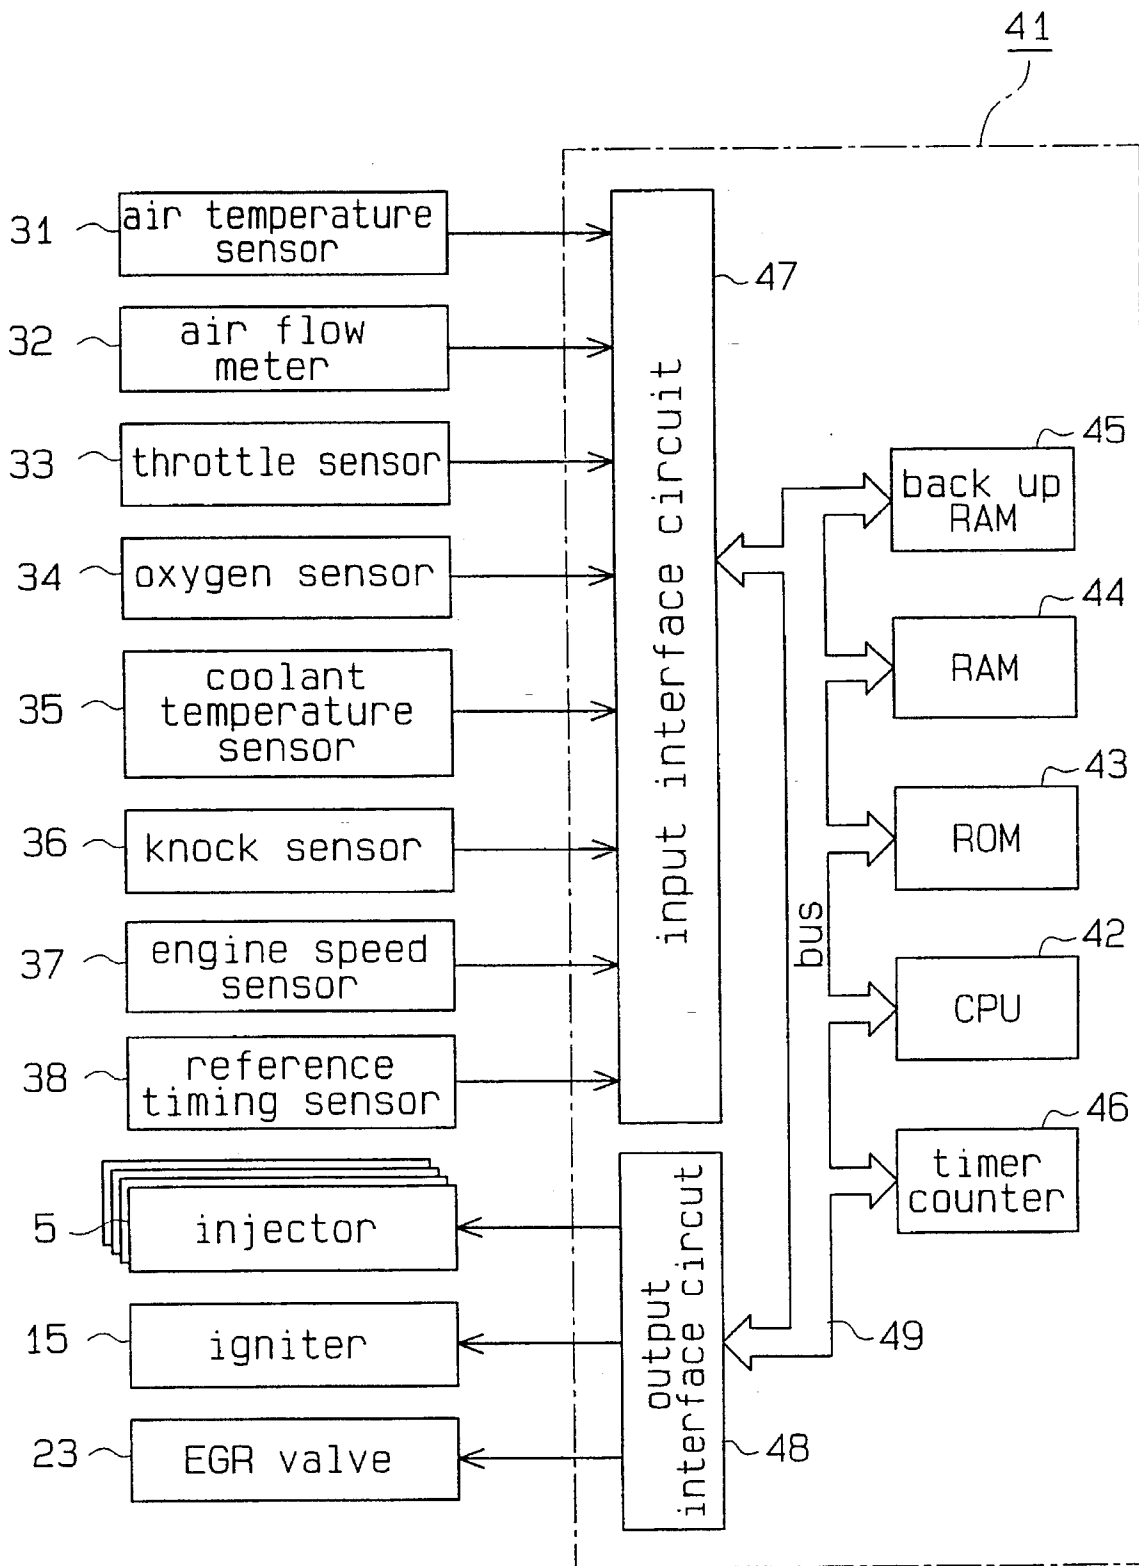 41
31
air temperature
sensor
47
32
air flow
meter
33
throttle sensor
34
oxygen sensor
35
coolant
temperature
sensor
36
knock sensor
37
engine speed
sensor
38
reference
timing sensor
input interface circuit
45
back up
RAM
44
RAM
43
ROM
bus
42
CPU
46
timer
counter
5
injector
15
igniter
23
EGR valve
output
interface circut
48
49